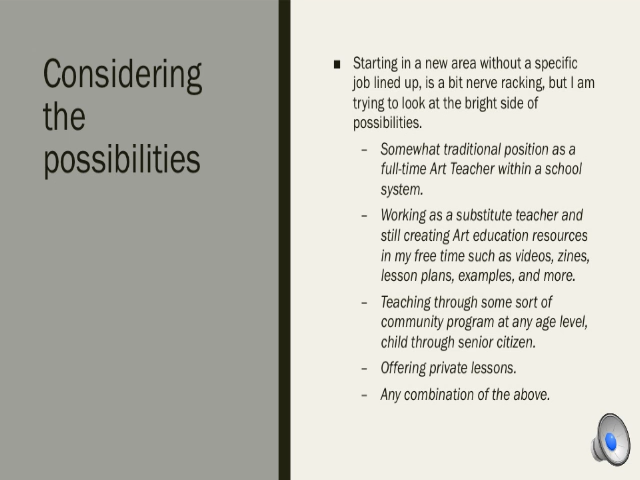 Considering
the
possibilities
■ Starting in a new area without a specific
job lined up, is a bit nerve racking, but I am
trying to look at the bright side of
possibilities.
– Somewhat traditional position as a
full-time Art Teacher within a school
system.
– Working as a substitute teacher and
still creating Art education resources
in my free time such as videos, zines,
lesson plans, examples, and more.
– Teaching through some sort of
community program at any age level,
child through senior citizen.
– Offering private lessons.
– Any combination of the above.